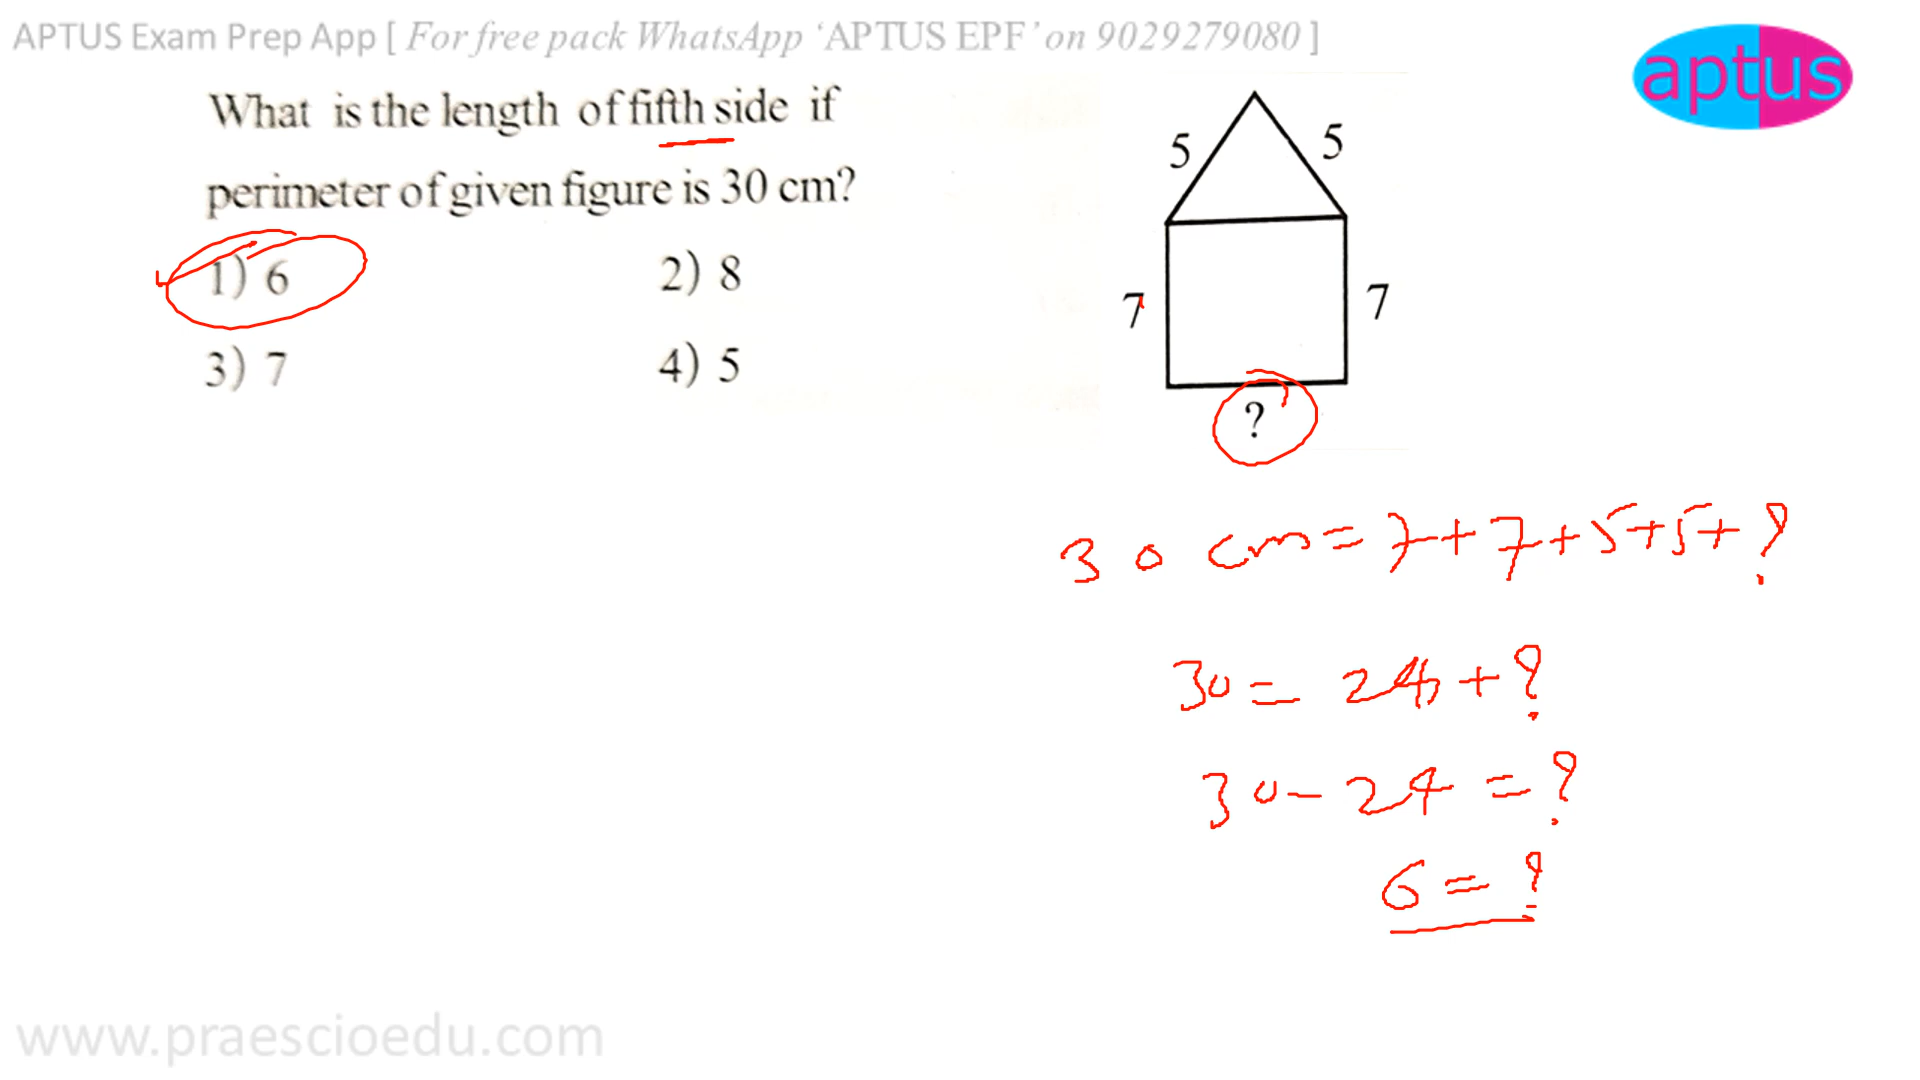 APTUS Exam Prep App [ For free pack WhatsApp ‘APTUS EPF’ on 9029279080 ]
aptus
What is the length of fifth side if
perimeter of given figure is 30 cm?
1) 6
2) 8
3) 7
4) 5
5
5
7
7
?
30 cm = 7 + 7 + 5 + 5 + ?
30 = 24 + ?
30 - 24 = ?
6 = ?
www.praescioedu.com